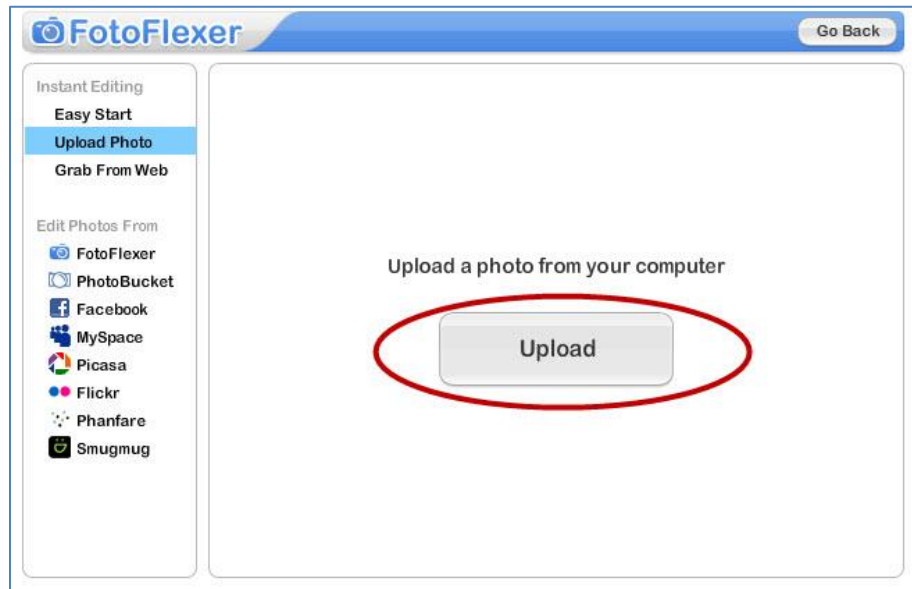 FotoFlexer
Go Back
Instant Editing
Easy Start
Upload Photo
Grab From Web
Edit Photos From
FotoFlexer
PhotoBucket
Facebook
MySpace
Picasa
Flickr
Phanfare
Smugmug
Upload a photo from your computer
Upload